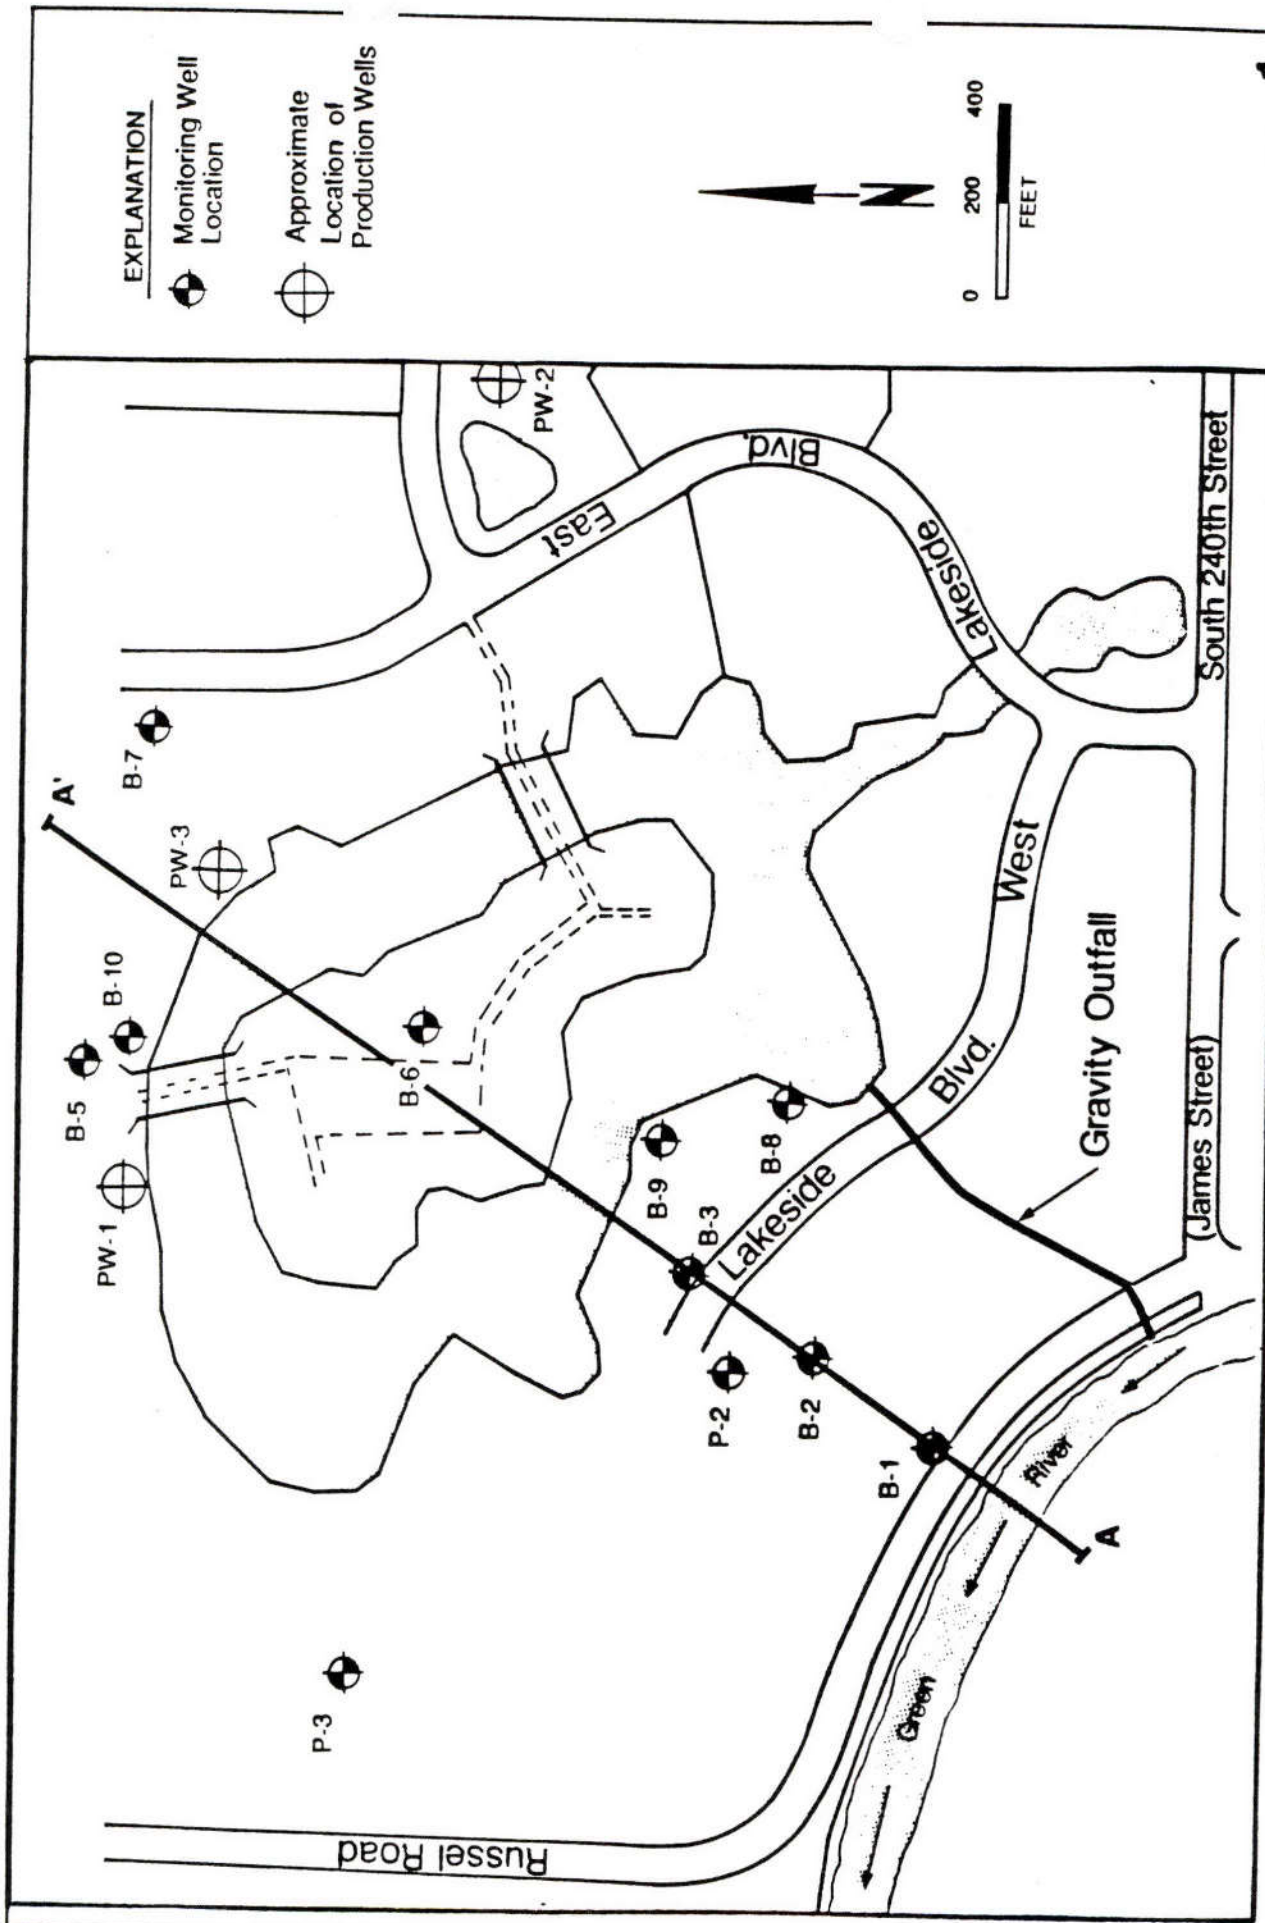 EXPLANATION
Monitoring Well
Location
Approximate
Location of
Production Wells
N
0 200 400
FEET
A'
B-7
PW-3
B-10
B-5
PW-1
B-6
PW-2
East
Blvd.
Lakeside
B-9
B-8
B-3
Lakeside
Blvd.
West
P-2
B-2
B-1
A
P-3
Gravity Outfall
South 240th Street
(James Street)
Green
River
Russel Road